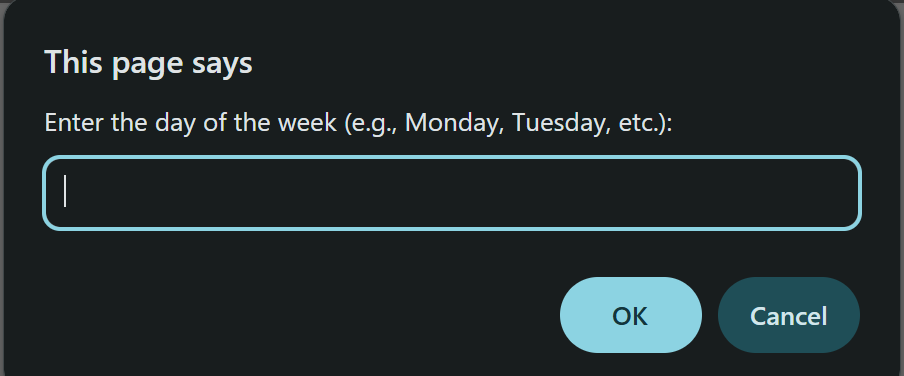 This page says
Enter the day of the week (e.g., Monday, Tuesday, etc.):
OK
Cancel